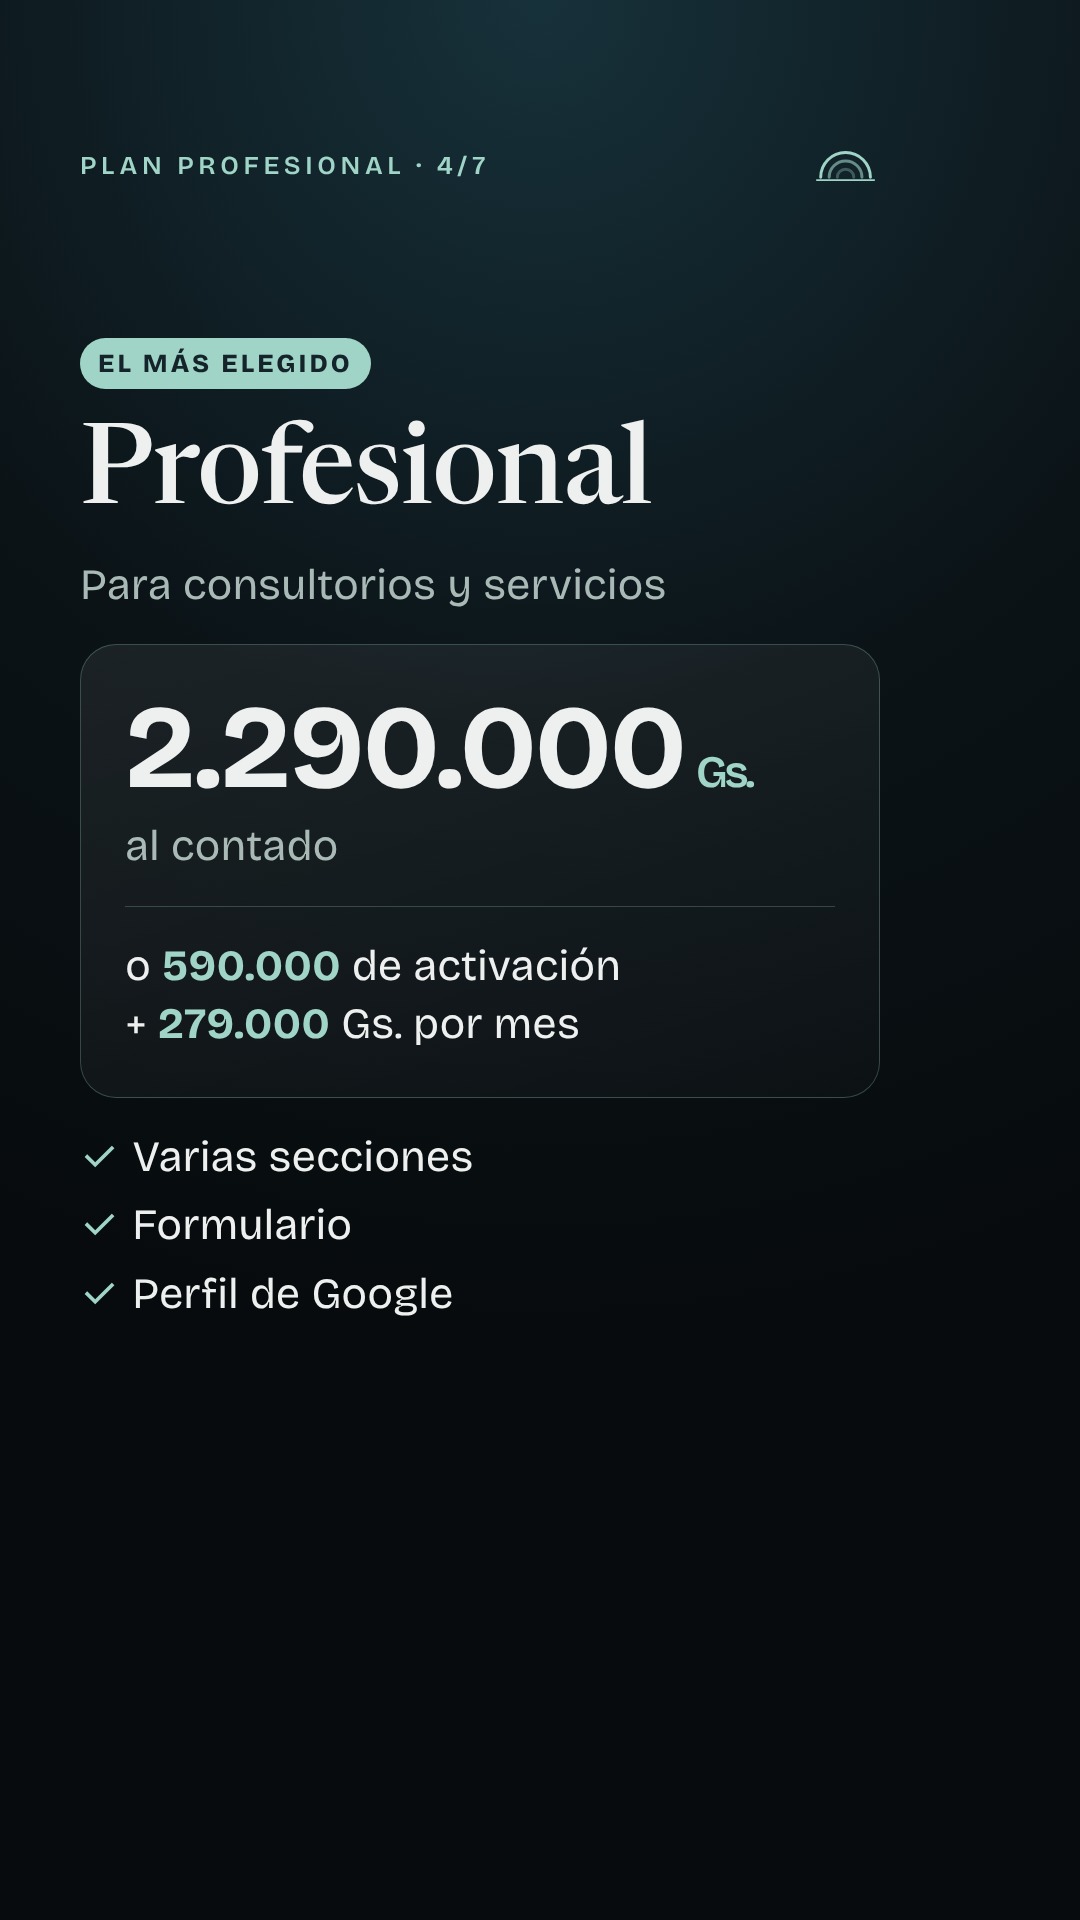 PLAN PROFESIONAL · 4/7
EL MÁS ELEGIDO
Profesional
Para consultorios y servicios
2.290.000 Gs.
al contado
o 590.000 de activación
+ 279.000 Gs. por mes
Varias secciones
Formulario
Perfil de Google